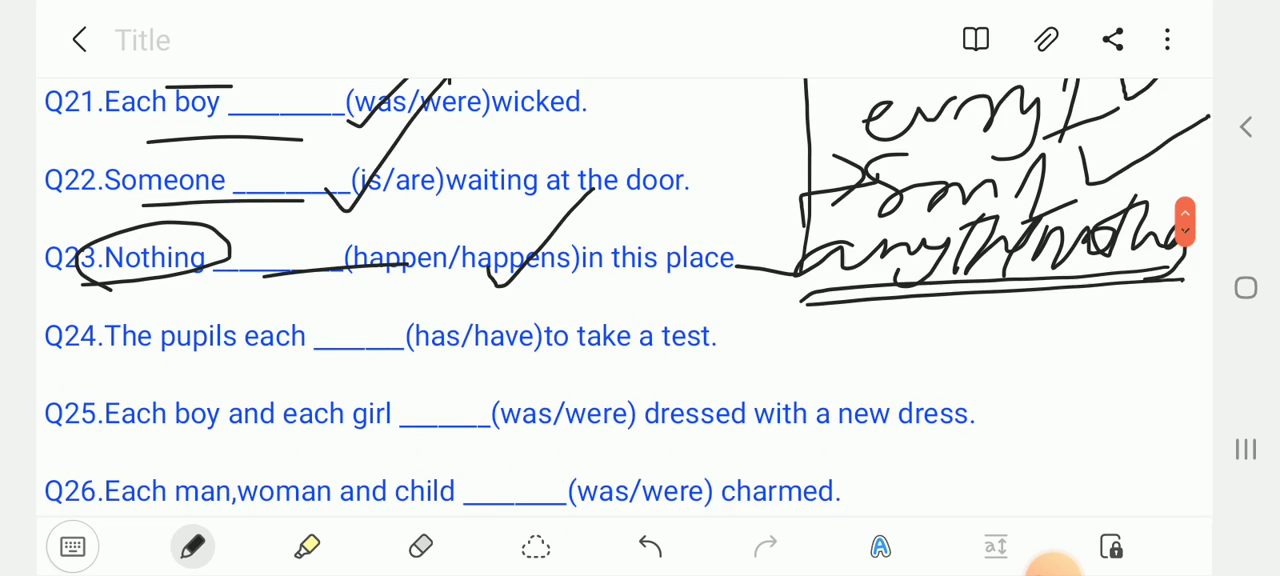 Title
Q21.Each boy ________(was/were)wicked.
every
Q22.Someone ________(is/are)waiting at the door.
Q23.Nothing _________(happen/happens)in this place
anything
Q24.The pupils each ______(has/have)to take a test.
Q25.Each boy and each girl ______(was/were) dressed with a new dress.
Q26.Each man,woman and child _______(was/were) charmed.